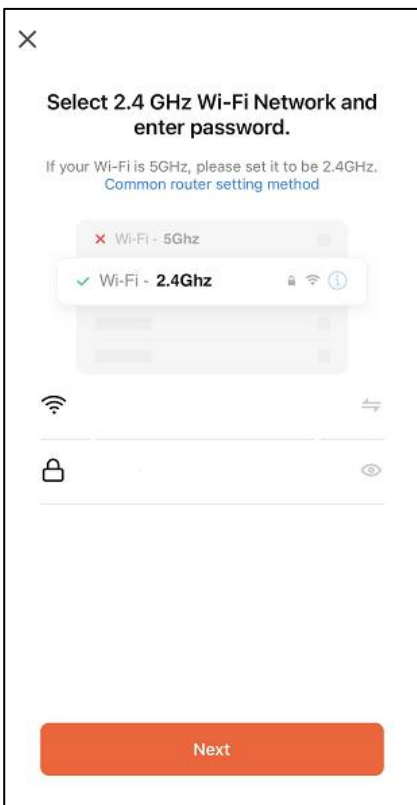 Select 2.4 GHz Wi-Fi Network and
enter password.
If your Wi-Fi is 5GHz, please set it to be 2.4GHz.
Common router setting method
Wi-Fi - 5Ghz
Wi-Fi - 2.4Ghz
Next